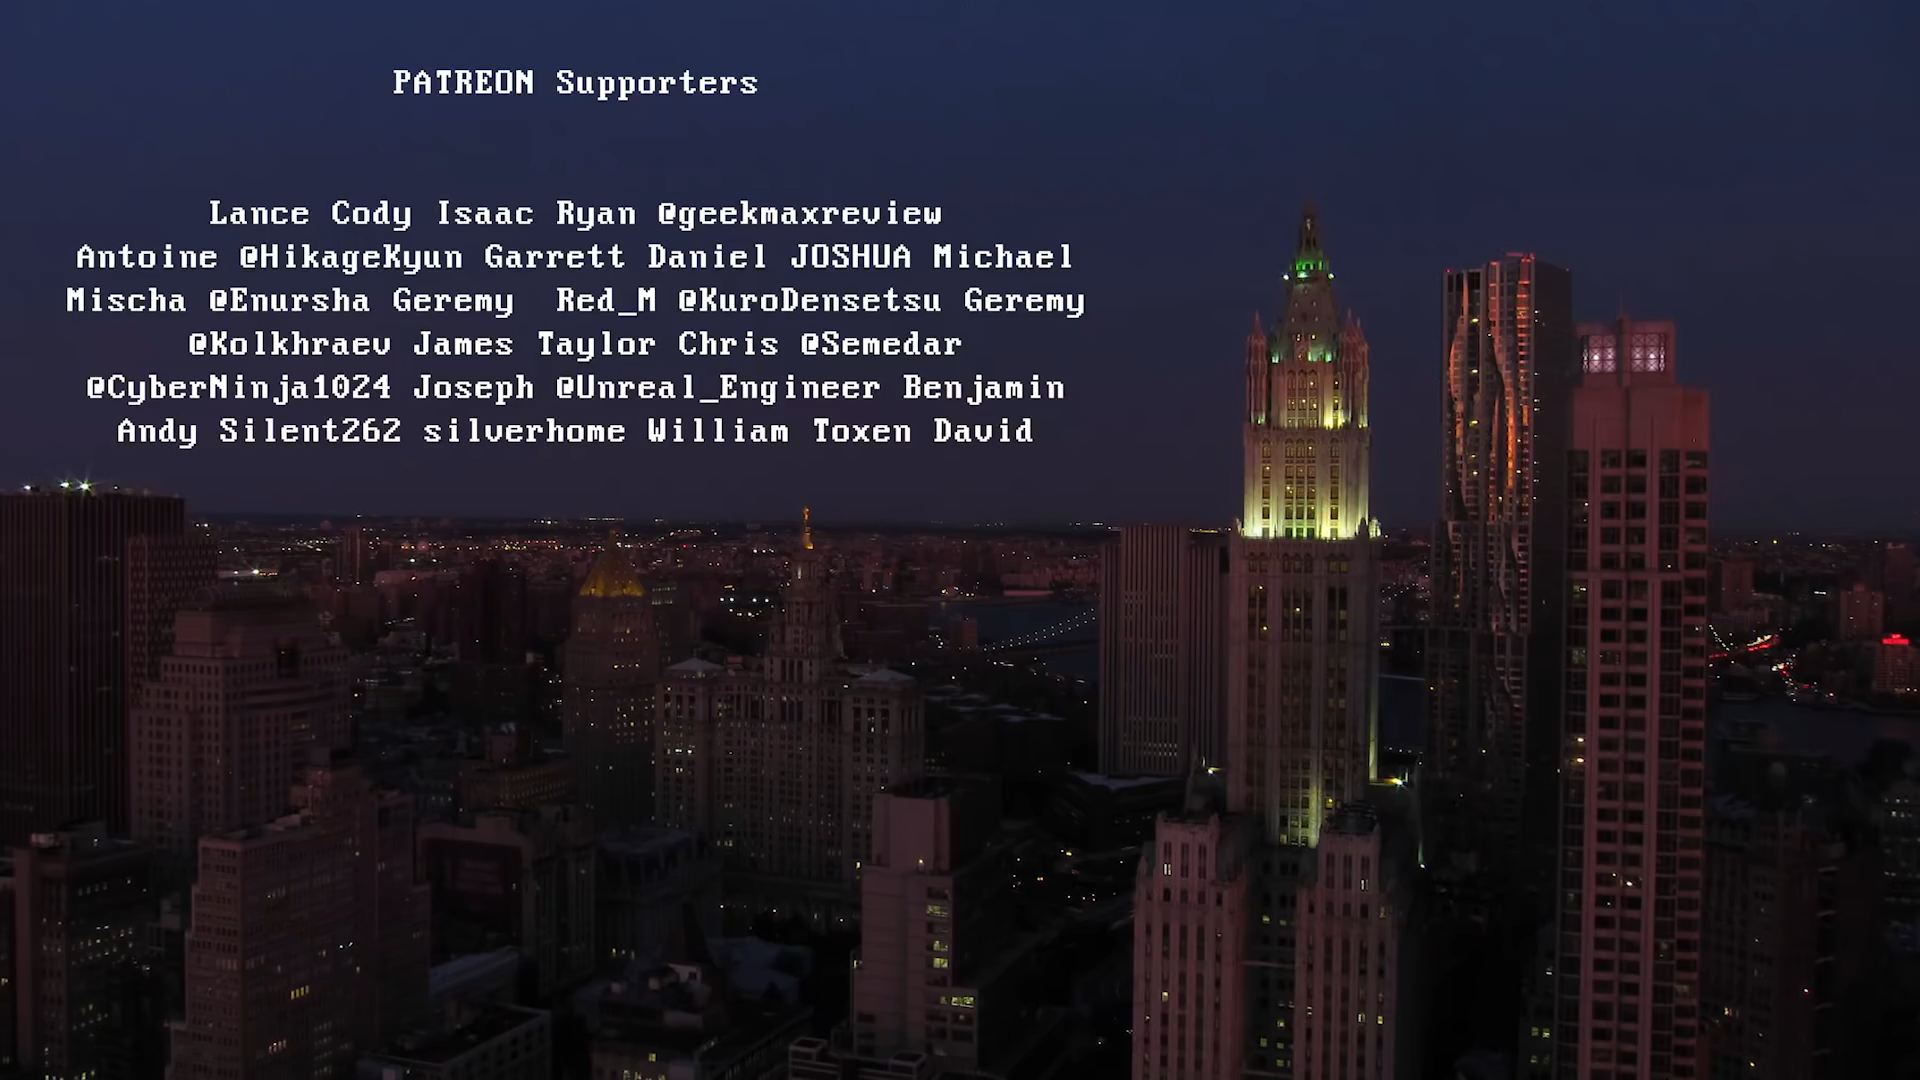 PATREON Supporters
Lance Cody Isaac Ryan @geekmaxreview
Antoine @HikageKyun Garrett Daniel JOSHUA Michael
Mischa @Enursha Geremy  Red_M @KuroDensetsu Geremy
@Kolkhraev James Taylor Chris @Semedar
@CyberNinja1024 Joseph @Unreal_Engineer Benjamin
Andy Silent262 silverhome William Toxen David